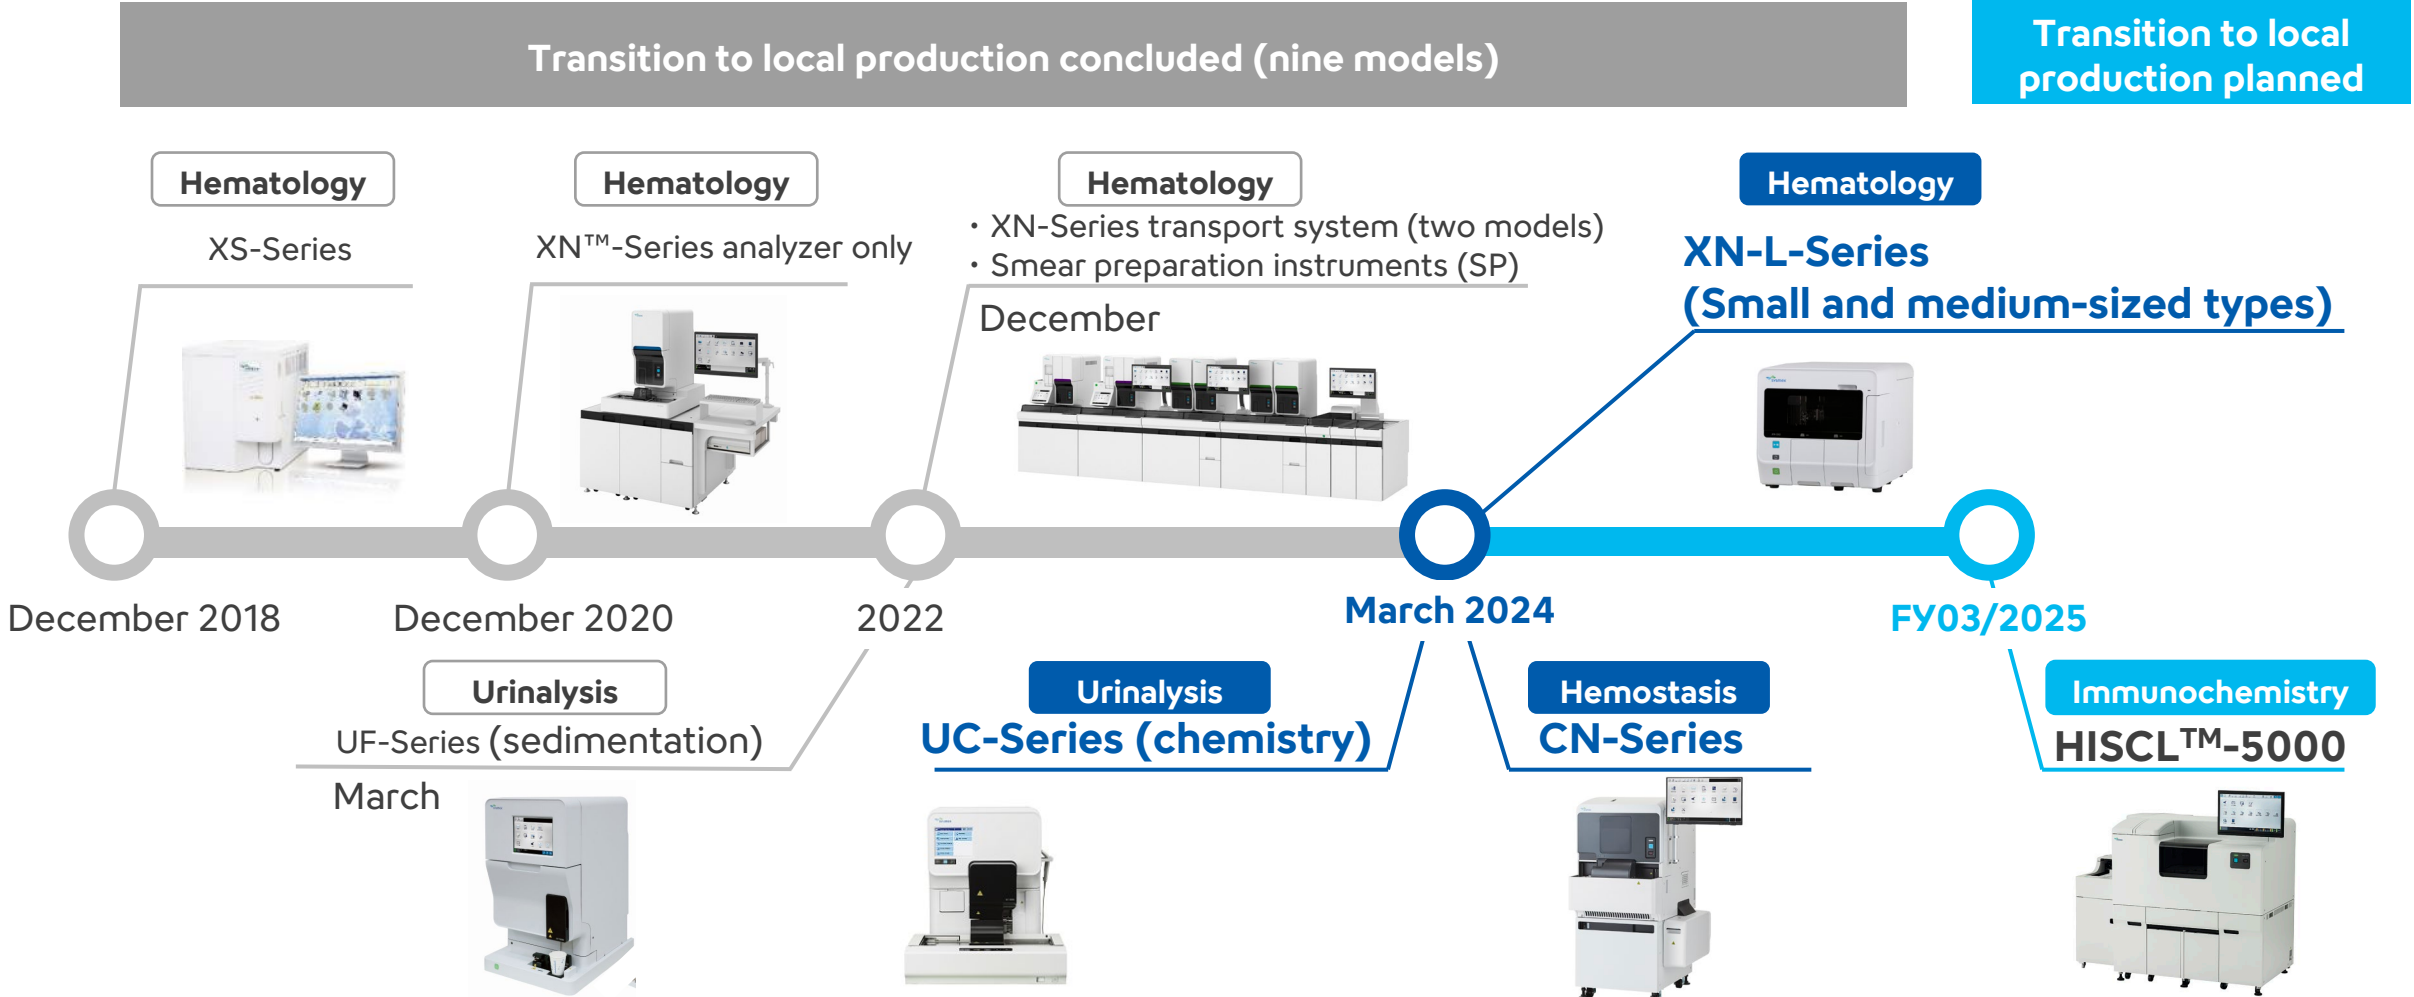 Transition to local production concluded (nine models)
Transition to local
production planned
Hematology
XS-Series
Hematology
XN™-Series analyzer only
Hematology
・XN-Series transport system (two models)
・Smear preparation instruments (SP)
December
Hematology
XN-L-Series
(Small and medium-sized types)
December 2018
December 2020
2022
March 2024
FY03/2025
Urinalysis
UF-Series (sedimentation)
March
Urinalysis
UC-Series (chemistry)
Hemostasis
CN-Series
Immunochemistry
HISCL™-5000